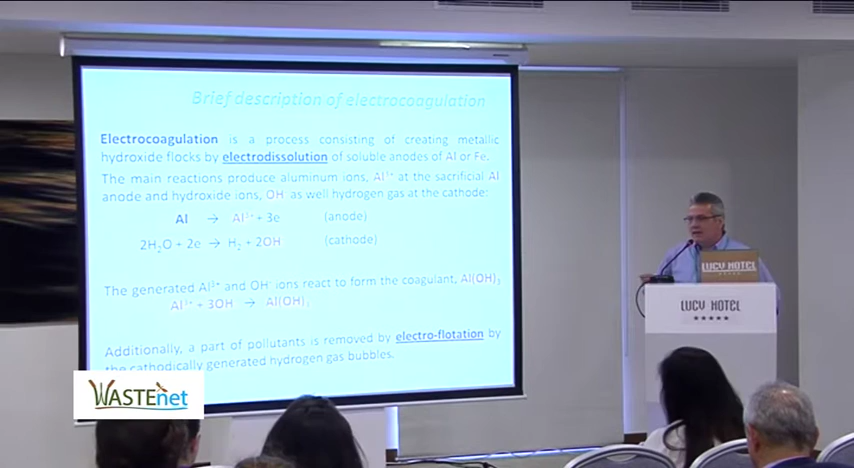 Brief description of electrocoagulation
Electrocoagulation is a process consisting of creating metallic
hydroxide flocks by electrodissolution of soluble anodes of Al or Fe.
The main reactions produce aluminum ions, Al³⁺ at the sacrificial Al
anode and hydroxide ions, OH⁻ as well hydrogen gas at the cathode:
Al → Al³⁺ + 3e (anode)
2H₂O + 2e → H₂ + 2OH (cathode)
The generated Al³⁺ and OH⁻ ions react to form the coagulant, Al(OH)₃
Al³⁺ + 3OH → Al(OH)₃
Additionally, a part of pollutants is removed by electro-flotation by
the cathodically generated hydrogen gas bubbles.
LUCY HOTEL
LUCY HOTEL
WASTEnet